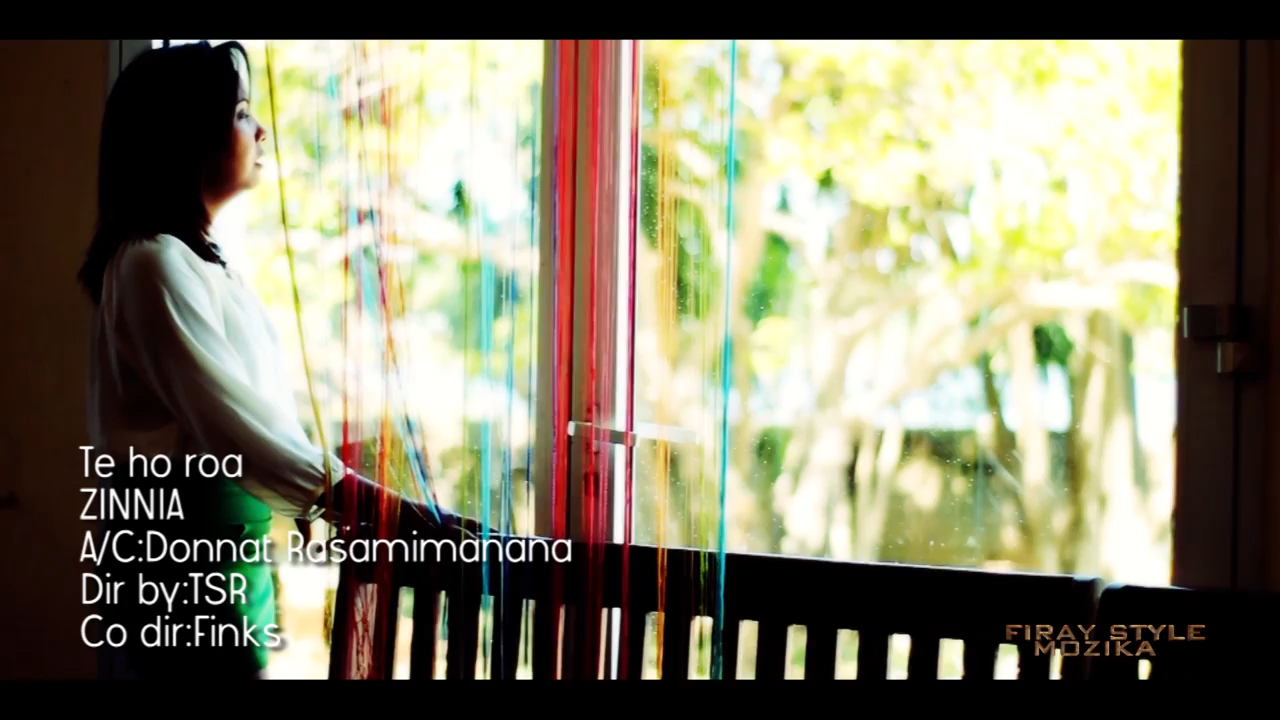 Te ho roa
ZINNIA
A/C:Donnat Rasamimanana
Dir by:TSR
Co dir:Finks
FIRAY STYLE
MOZIKA